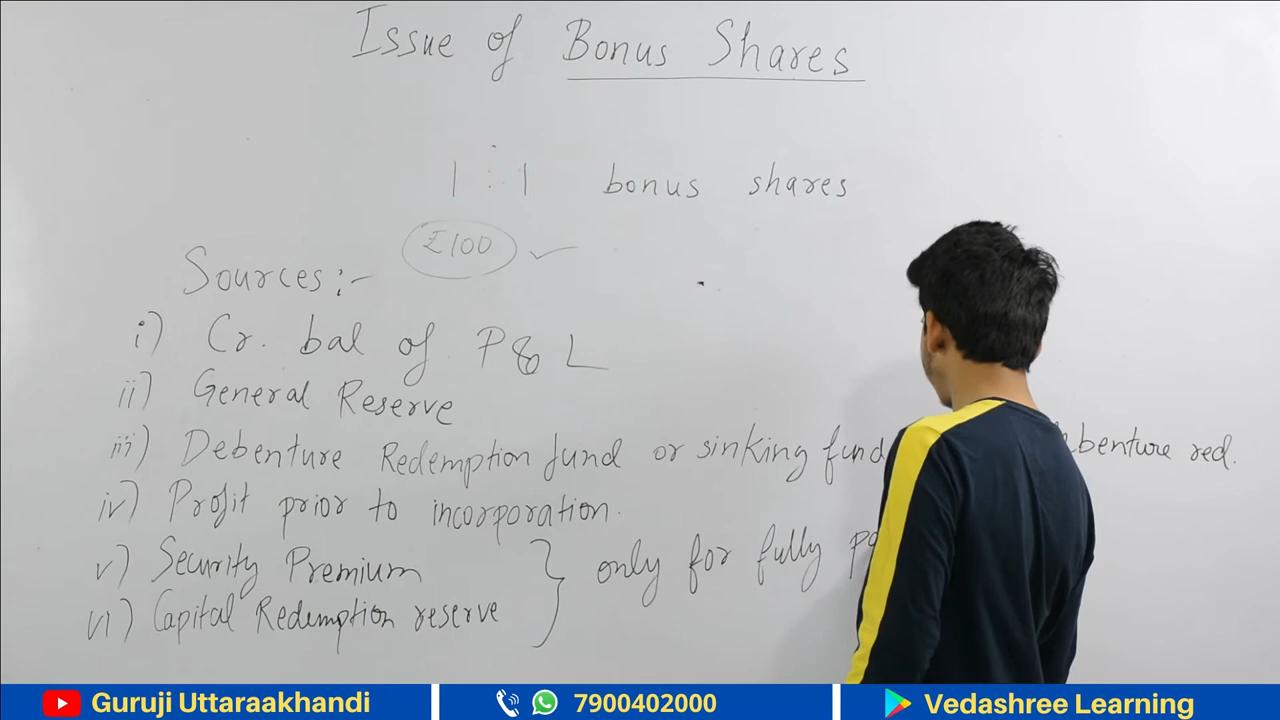 Issue of Bonus Shares
1 : 1 bonus shares
₹100
Sources:-
i) Cr. bal of P & L
ii) General Reserve
iii) Debenture Redemption fund or sinking fund benture red.
iv) Profit prior to incorporation.
v) Security Premium
vi) Capital Redemption reserve
only for fully
Guruji Uttaraakhandi
7900402000
Vedashree Learning